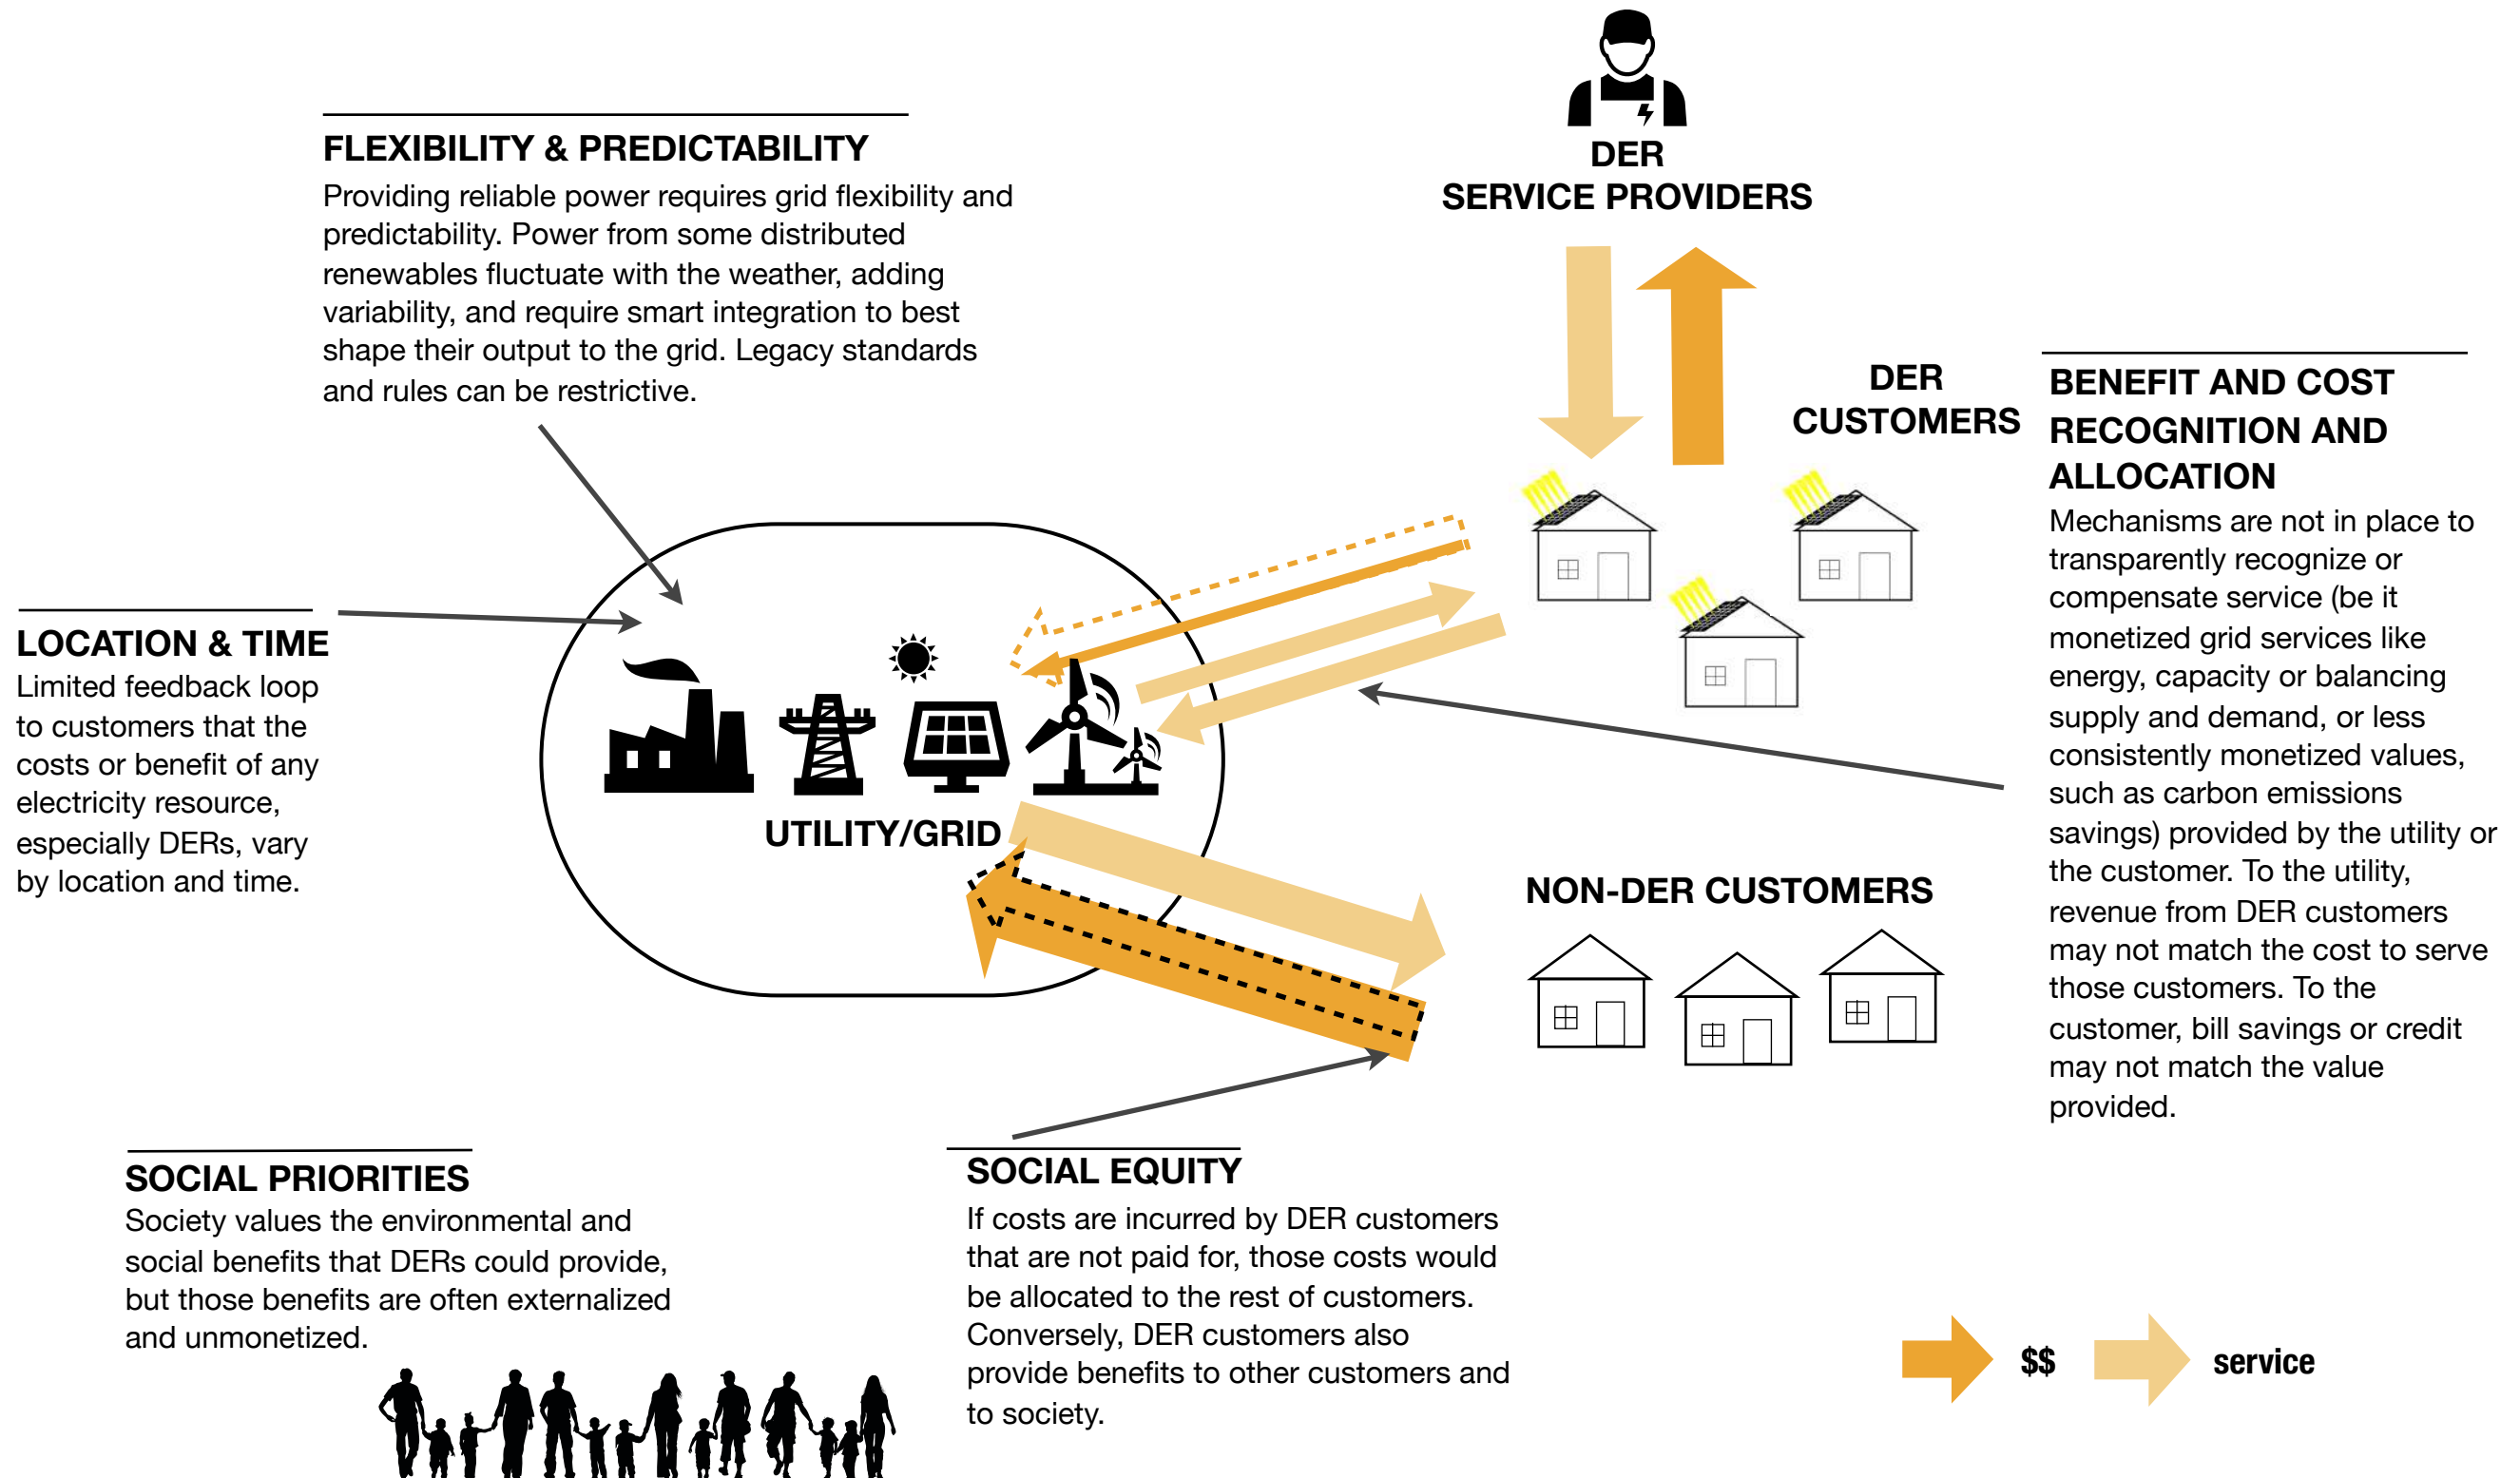 FLEXIBILITY & PREDICTABILITY
Providing reliable power requires grid flexibility and
predictability. Power from some distributed
renewables fluctuate with the weather, adding
variability, and require smart integration to best
shape their output to the grid. Legacy standards
and rules can be restrictive.
DER
SERVICE PROVIDERS
DER
CUSTOMERS
BENEFIT AND COST
RECOGNITION AND
ALLOCATION
Mechanisms are not in place to
transparently recognize or
compensate service (be it
monetized grid services like
energy, capacity or balancing
supply and demand, or less
consistently monetized values,
such as carbon emissions
savings) provided by the utility or
the customer. To the utility,
revenue from DER customers
may not match the cost to serve
those customers. To the
customer, bill savings or credit
may not match the value
provided.
LOCATION & TIME
Limited feedback loop
to customers that the
costs or benefit of any
electricity resource,
especially DERs, vary
by location and time.
UTILITY/GRID
NON-DER CUSTOMERS
SOCIAL PRIORITIES
Society values the environmental and
social benefits that DERs could provide,
but those benefits are often externalized
and unmonetized.
SOCIAL EQUITY
If costs are incurred by DER customers
that are not paid for, those costs would
be allocated to the rest of customers.
Conversely, DER customers also
provide benefits to other customers and
to society.
$$
service